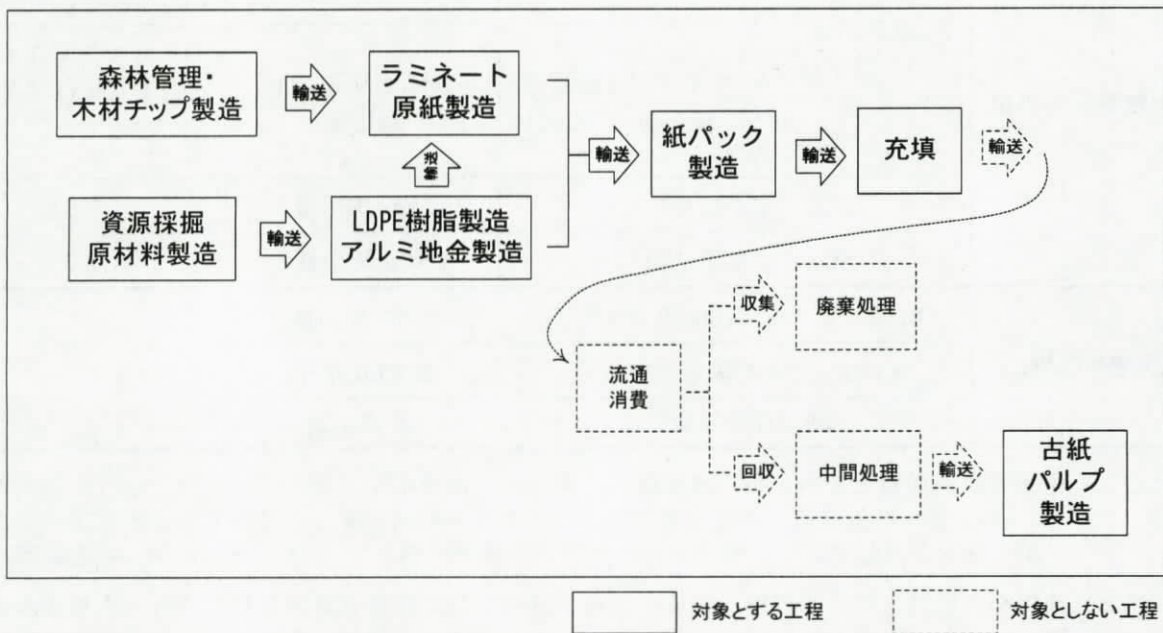 森林管理・
木材チップ製造
輸送
ラミネート
原紙製造
輸送
紙パック
製造
輸送
充填
輸送
資源採掘
原材料製造
輸送
LDPE樹脂製造
アルミ地金製造
流通
消費
収集
廃棄処理
回収
中間処理
輸送
古紙
パルプ
製造
対象とする工程
対象としない工程